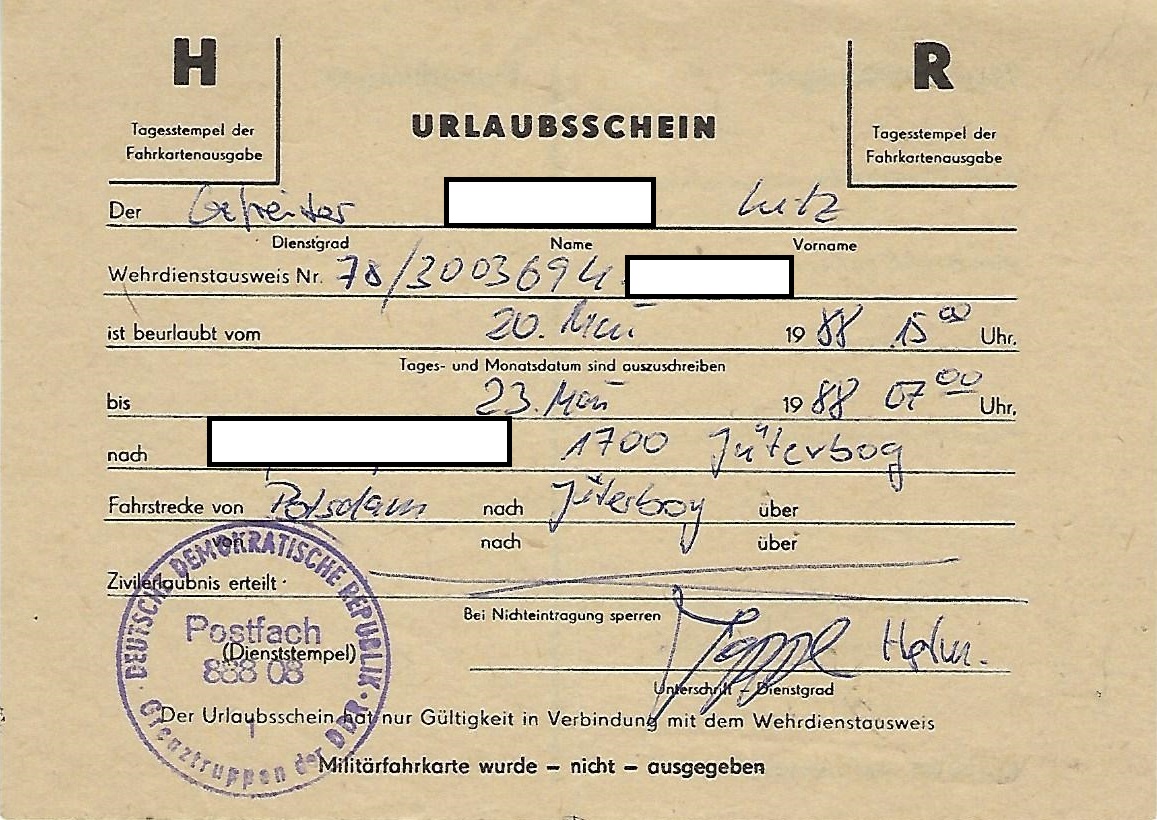 H R
Tagesstempel der Fahrkartenausgabe
URLAUBSSCHEIN
Tagesstempel der Fahrkartenausgabe
Der Gefreiter Lutz
Dienstgrad Name Vorname
Wehrdienstausweis Nr. 78/3003694
ist beurlaubt vom 20. Mai 1988 15⁰⁰ Uhr.
Tages- und Monatsdatum sind auszuschreiben
bis 23. Mai 1988 07⁰⁰ Uhr.
nach 1700 Jüterbog
Fahrstrecke von Potsdam nach Jüterbog über
von nach über
Zivilerlaubnis erteilt
Bei Nichteintragung sperren
DEUTSCHE DEMOKRATISCHE REPUBLIK
Postfach
(Dienststempel)
888 08
Grenztruppen der DDR
Unterschrift – Dienstgrad
Der Urlaubsschein hat nur Gültigkeit in Verbindung mit dem Wehrdienstausweis
Militärfahrkarte wurde – nicht – ausgegeben